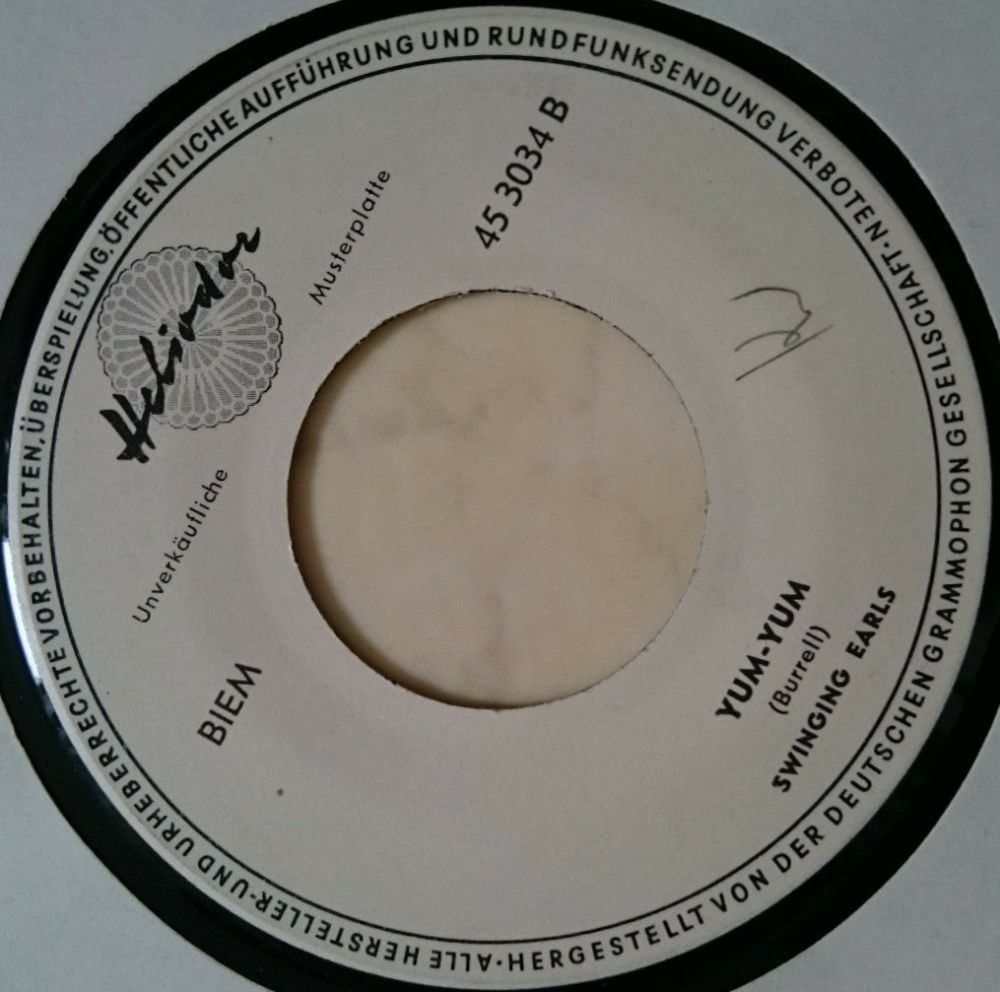 Heliodor
Unverkäufliche Musterplatte
BIEM
45 3034 B
YUM-YUM
(Burrell)
SWINGING EARLS
ALLE HERSTELLER-UND URHEBERRECHTE VORBEHALTEN, ÜBERSPIELUNG, ÖFFENTLICHE AUFFÜHRUNG UND RUNDFUNKSENDUNG VERBOTEN·HERGESTELLT VON DER DEUTSCHEN GRAMMOPHON GESELLSCHAFT·